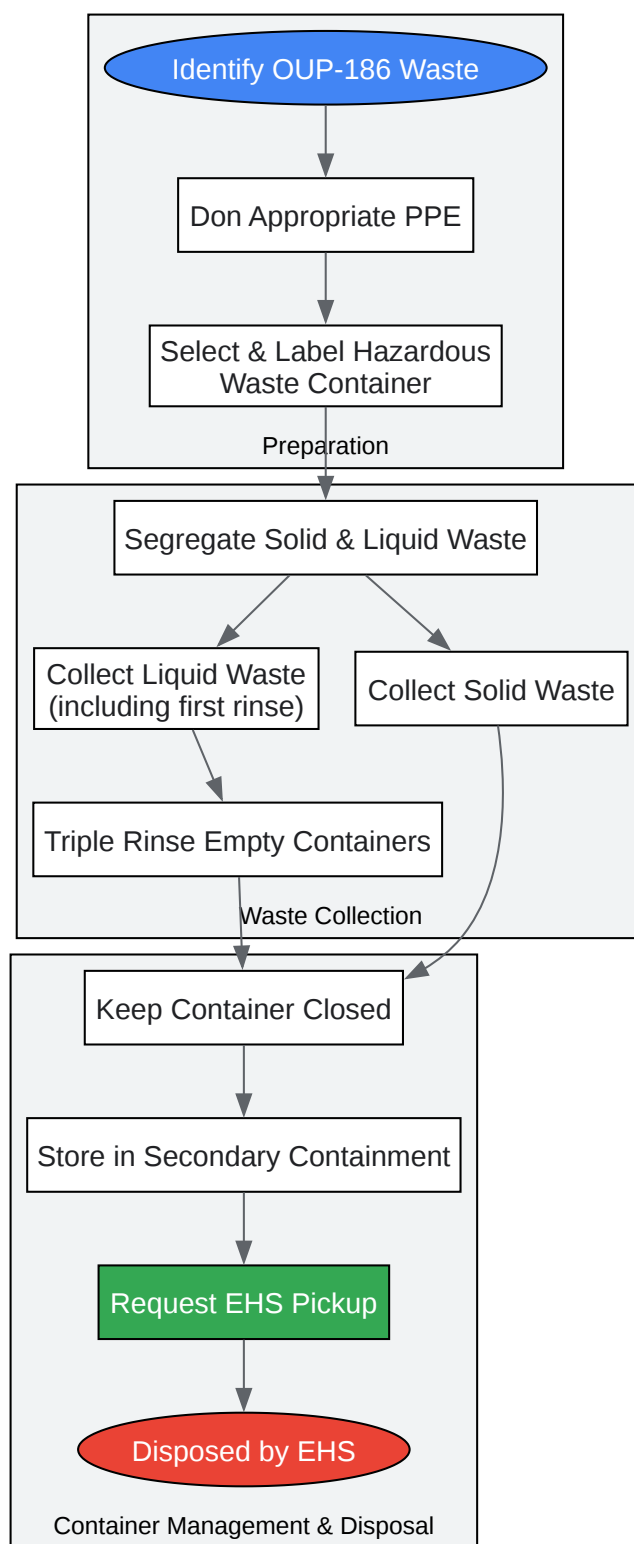 Identify OUP-186 Waste
Don Appropriate PPE
Select & Label Hazardous
Waste Container
Preparation
Segregate Solid & Liquid Waste
Collect Liquid Waste
(including first rinse)
Collect Solid Waste
Triple Rinse Empty Containers
Waste Collection
Keep Container Closed
Store in Secondary Containment
Request EHS Pickup
Disposed by EHS
Container Management & Disposal